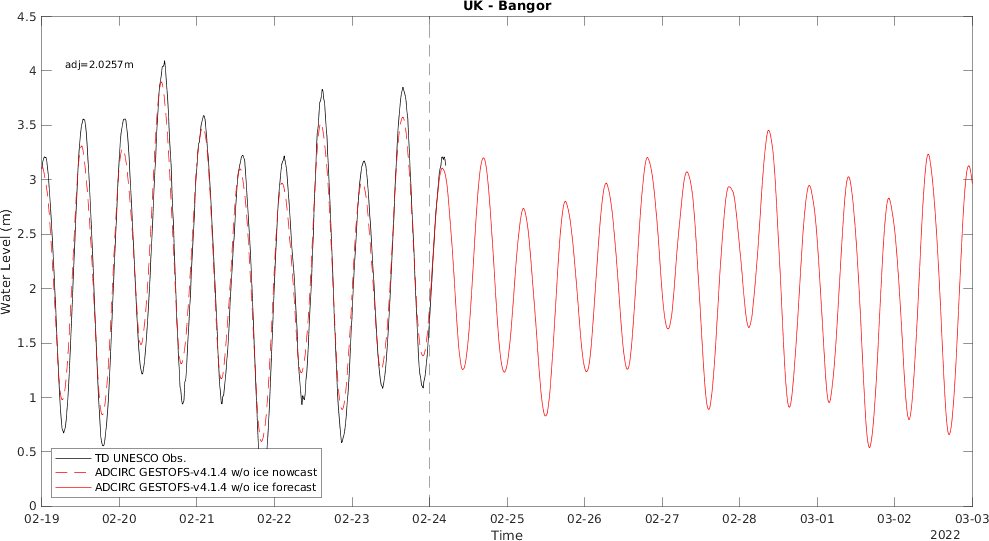 UK - Bangor
4.5
4
3.5
3
2.5
2
1.5
1
0.5
0
Water Level (m)
adj=2.0257m
TD UNESCO Obs.
ADCIRC GESTOFS-v4.1.4 w/o ice nowcast
ADCIRC GESTOFS-v4.1.4 w/o ice forecast
02-19 02-20 02-21 02-22 02-23 02-24 02-25 02-26 02-27 02-28 03-01 03-02 03-03
Time
2022